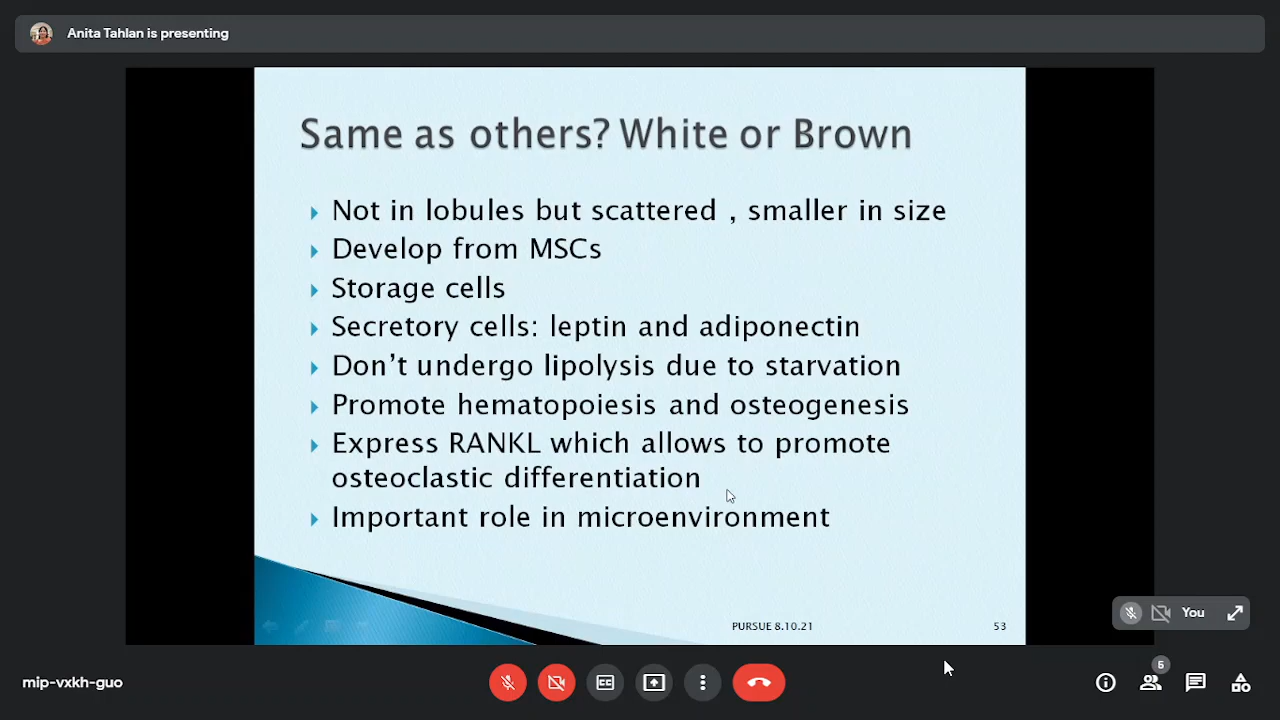 Anita Tahlan is presenting
Same as others? White or Brown
Not in lobules but scattered , smaller in size
Develop from MSCs
Storage cells
Secretory cells: leptin and adiponectin
Don't undergo lipolysis due to starvation
Promote hematopoiesis and osteogenesis
Express RANKL which allows to promote
osteoclastic differentiation
Important role in microenvironment
PURSUE 8.10.21
53
You
mip-vxkh-guo
CC
6